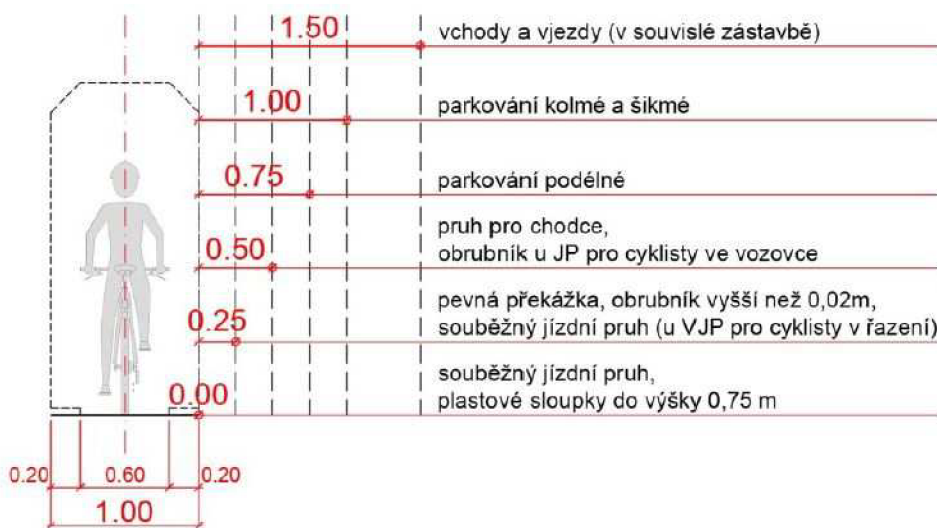 1.50 vchody a vjezdy (v souvislé zástavbě)
1.00 parkování kolmé a šikmé
0.75 parkování podélné
pruh pro chodce,
0.50 obrubník u JP pro cyklisty ve vozovce
pevná překážka, obrubník vyšší než 0,02m,
0.25 souběžný jízdní pruh (u VJP pro cyklisty v řazení)
souběžný jízdní pruh,
0.00 plastové sloupky do výšky 0,75 m
0.20 0.60 0.20
1.00